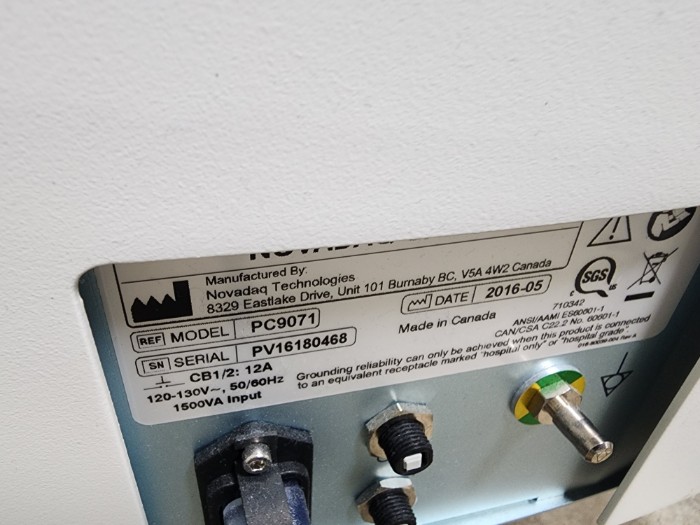 NOVADAQ
Manufactured By:
Novadaq Technologies
8329 Eastlake Drive, Unit 101 Burnaby BC, V5A 4W2 Canada
REF MODEL PC9071
DATE 2016-05
SN SERIAL PV16180468
Made in Canada
SGS
710342
ANSI/AAMI ES60601-1
CAN/CSA C22.2 No. 60601-1
CB1/2: 12A
120-130V~, 50/60Hz
1500VA Input
Grounding reliability can only be achieved when this product is connected
to an equivalent receptacle marked "hospital only" or "hospital grade"